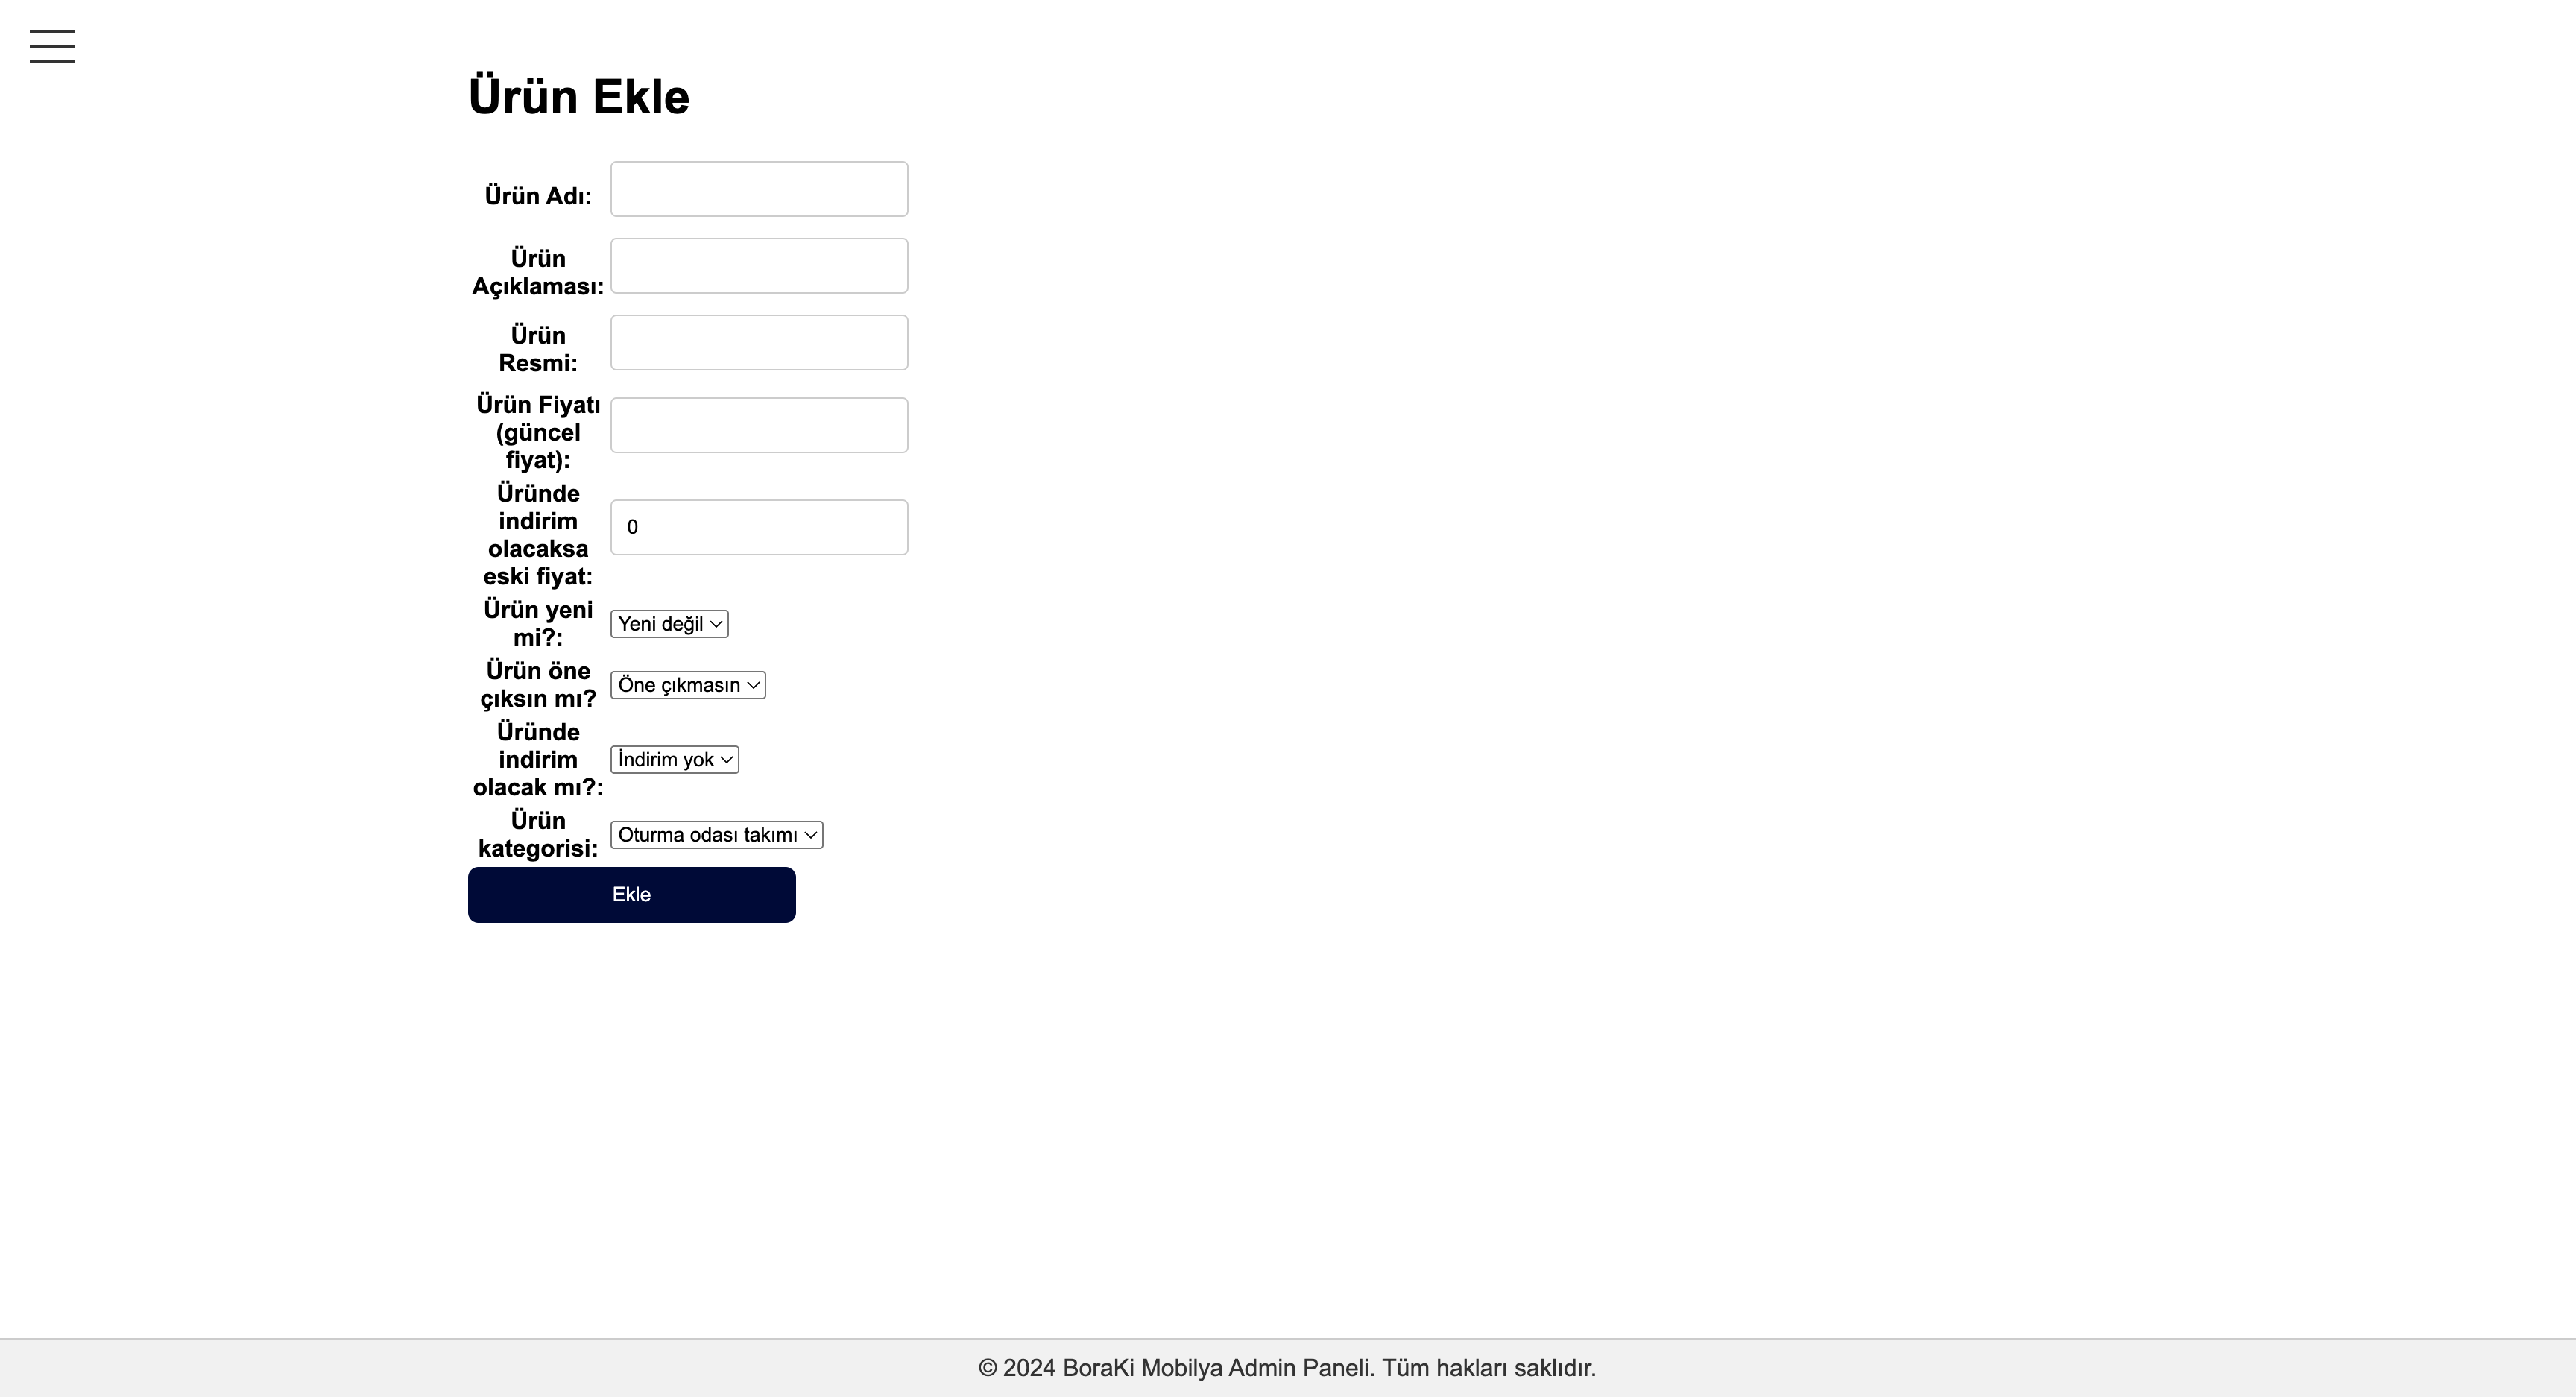 Ürün Ekle
Ürün Adı:
Ürün
Açıklaması:
Ürün
Resmi:
Ürün Fiyatı
(güncel
fiyat):
Üründe
indirim
olacaksa
eski fiyat:
0
Ürün yeni
mi?:
Yeni değil
Ürün öne
çıksın mı?
Öne çıkmasın
Üründe
indirim
olacak mı?:
İndirim yok
Ürün
kategorisi:
Oturma odası takımı
Ekle
© 2024 BoraKi Mobilya Admin Paneli. Tüm hakları saklıdır.